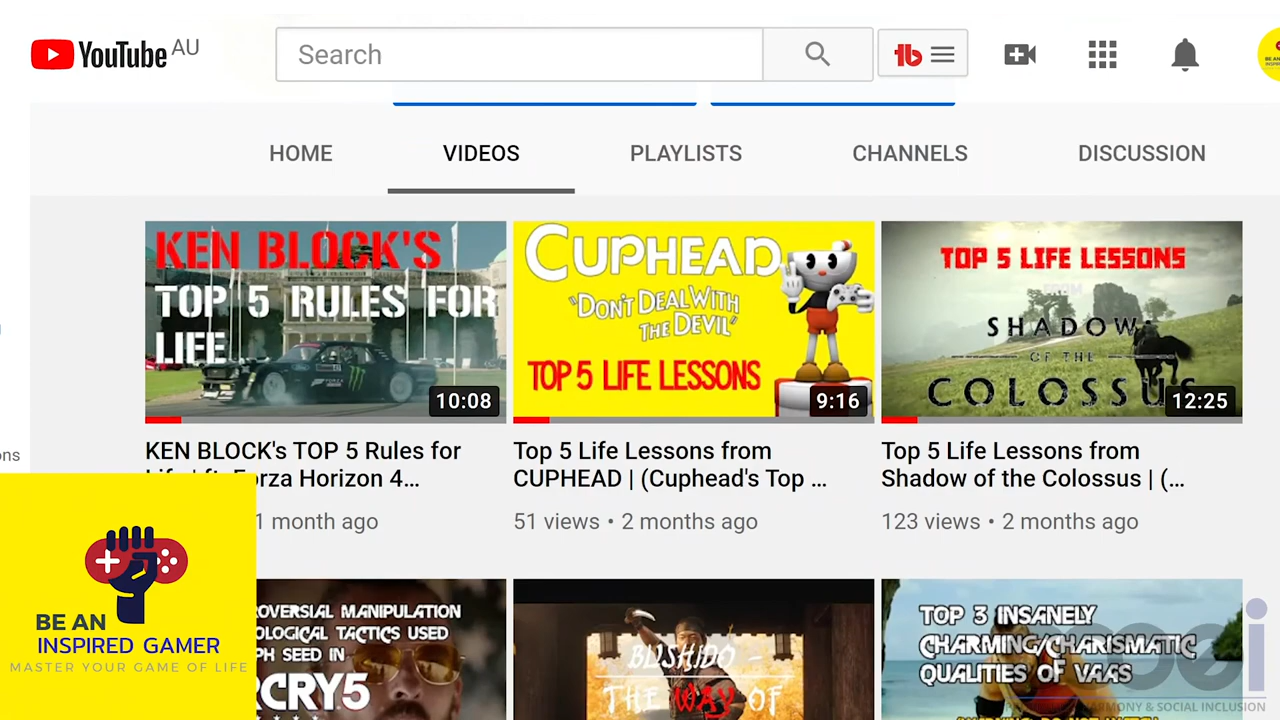 YouTube AU
Search
HOME
VIDEOS
PLAYLISTS
CHANNELS
DISCUSSION
KEN BLOCK'S
TOP 5 RULES FOR
LIFE
10:08
CUPHEAD
"DON'T DEAL WITH
THE DEVIL"
TOP 5 LIFE LESSONS
9:16
TOP 5 LIFE LESSONS
FROM
SHADOW
OF THE
COLOSSUS
12:25
KEN BLOCK's TOP 5 Rules for
Horizon 4...
1 month ago
Top 5 Life Lessons from
CUPHEAD | (Cuphead's Top ...
51 views • 2 months ago
Top 5 Life Lessons from
Shadow of the Colossus | (...
123 views • 2 months ago
BE AN
INSPIRED GAMER
MASTER YOUR GAME OF LIFE
MANIPULATION
TACTICS USED
SEED IN
BUSHIDO -
THE WAY OF
TOP 3 INSANELY
CHARMING/CHARISMATIC
QUALITIES OF VAAS
& SOCIAL INCLUSION